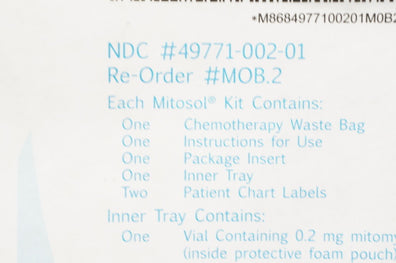 *M8684977100201M0B2
NDC #49771-002-01
Re-Order #MOB.2
Each Mitosol® Kit Contains:
One Chemotherapy Waste Bag
One Instructions for Use
One Package Insert
One Inner Tray
Two Patient Chart Labels
Inner Tray Contains:
One Vial Containing 0.2 mg mitomy
(inside protective foam pouch)